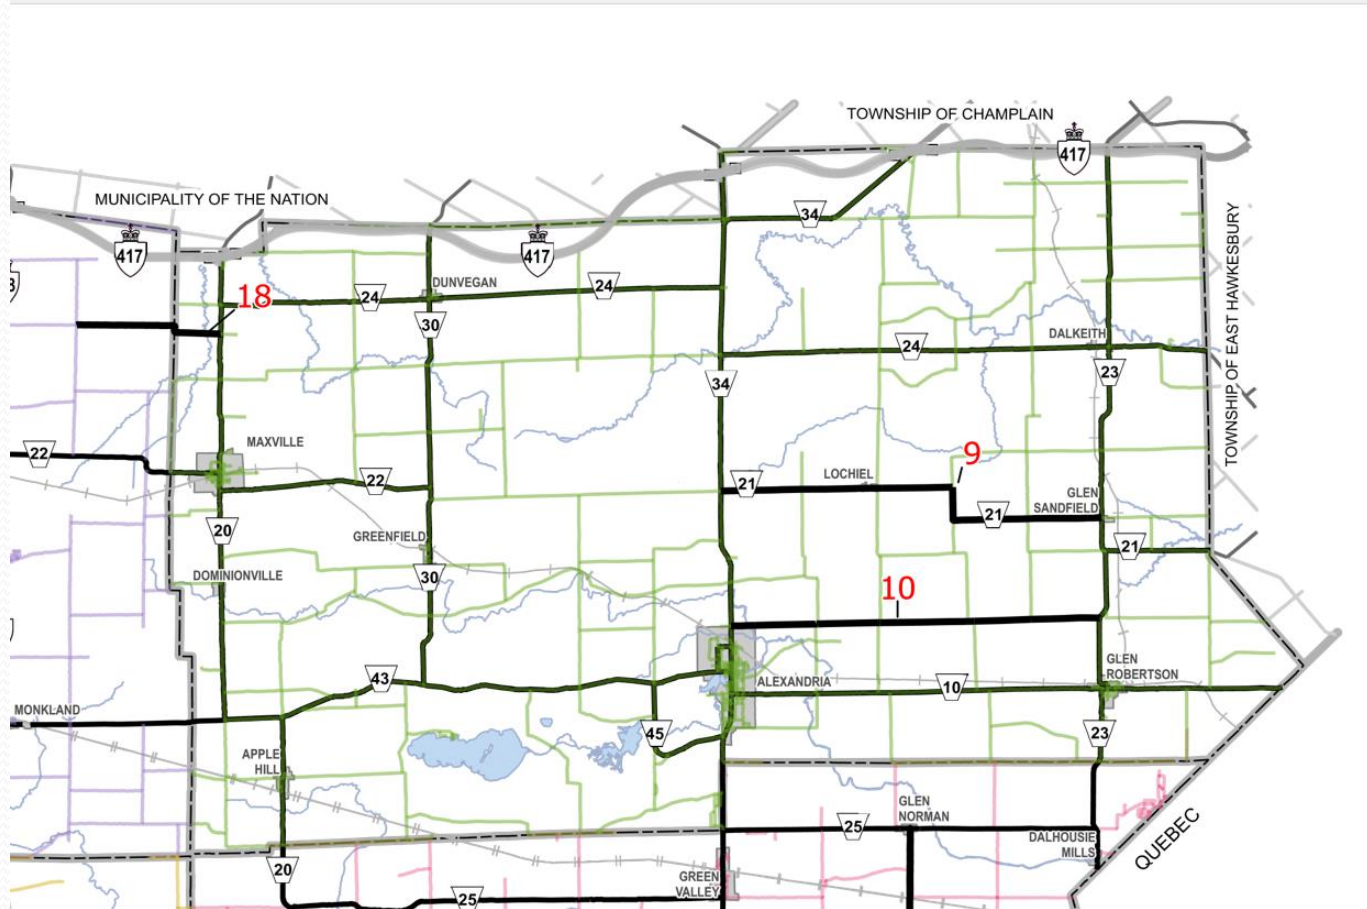 TOWNSHIP OF CHAMPLAIN
417
MUNICIPALITY OF THE NATION
417
417
34
TOWNSHIP OF EAST HAWKESBURY
18
24
DUNVEGAN
24
30
DALKEITH
24
34
23
MAXVILLE
22
22
9
LOCHIEL
21
GLEN
SANDFIELD
21
20
GREENFIELD
21
DOMINIONVILLE
30
10
43
ALEXANDRIA
GLEN
ROBERTSON
10
MONKLAND
45
23
APPLE
HILL
GLEN
NORMAN
25
DALHOUSIE
MILLS
QUEBEC
20
GREEN
VALLEY
25